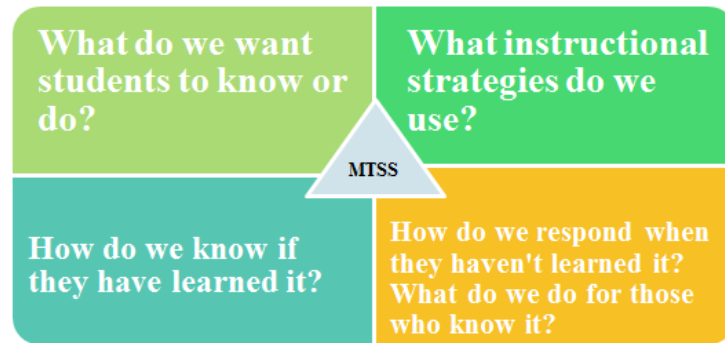 What do we want
students to know or
do?
What instructional
strategies do we
use?
MTSS
How do we know if
they have learned it?
How do we respond when
they haven't learned it?
What do we do for those
who know it?